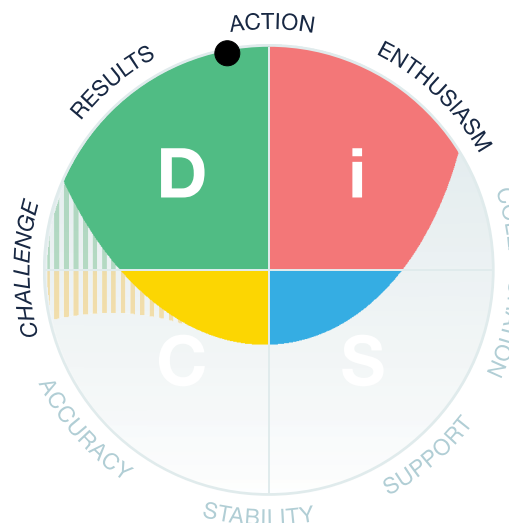 ACTION
RESULTS
ENTHUSIASM
D
i
CHALLENGE
C
S
ACCURACY
SUPPORT
STABILITY